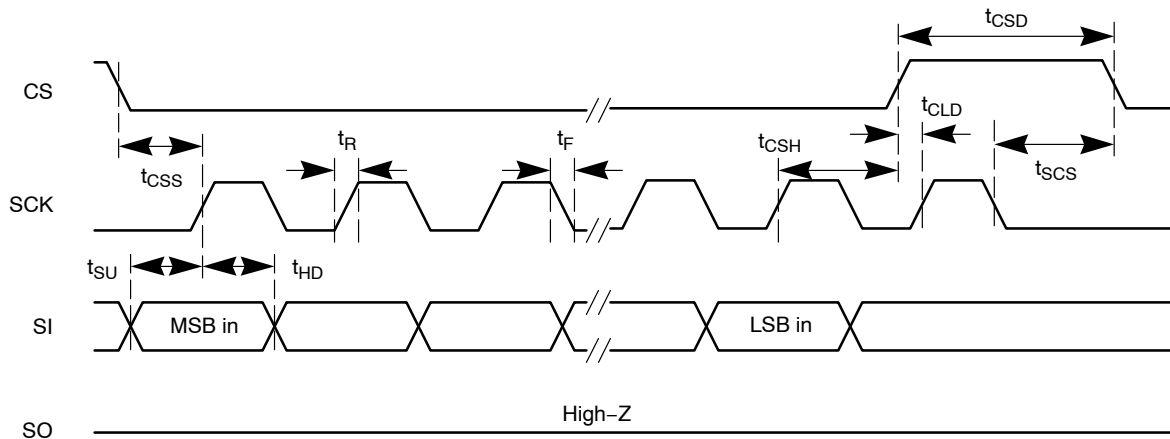 tCSD
CS
tCLD
tR
tF
tCSH
tCSS
tSCS
SCK
tSU
tHD
SI
MSB in
LSB in
High–Z
SO